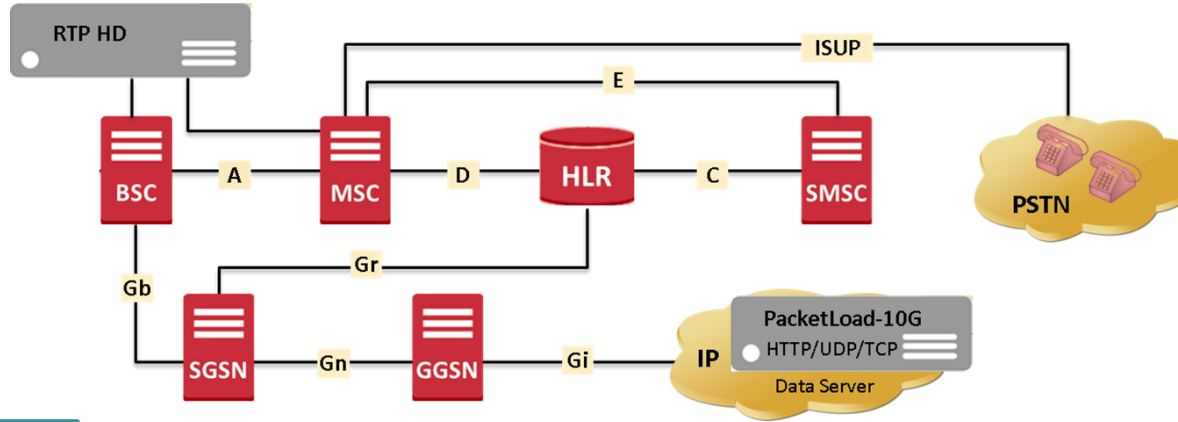 RTP HD
ISUP
E
BSC
A
MSC
D
HLR
C
SMSC
PSTN
Gr
Gb
SGSN
Gn
GGSN
Gi
IP
PacketLoad-10G
HTTP/UDP/TCP
Data Server